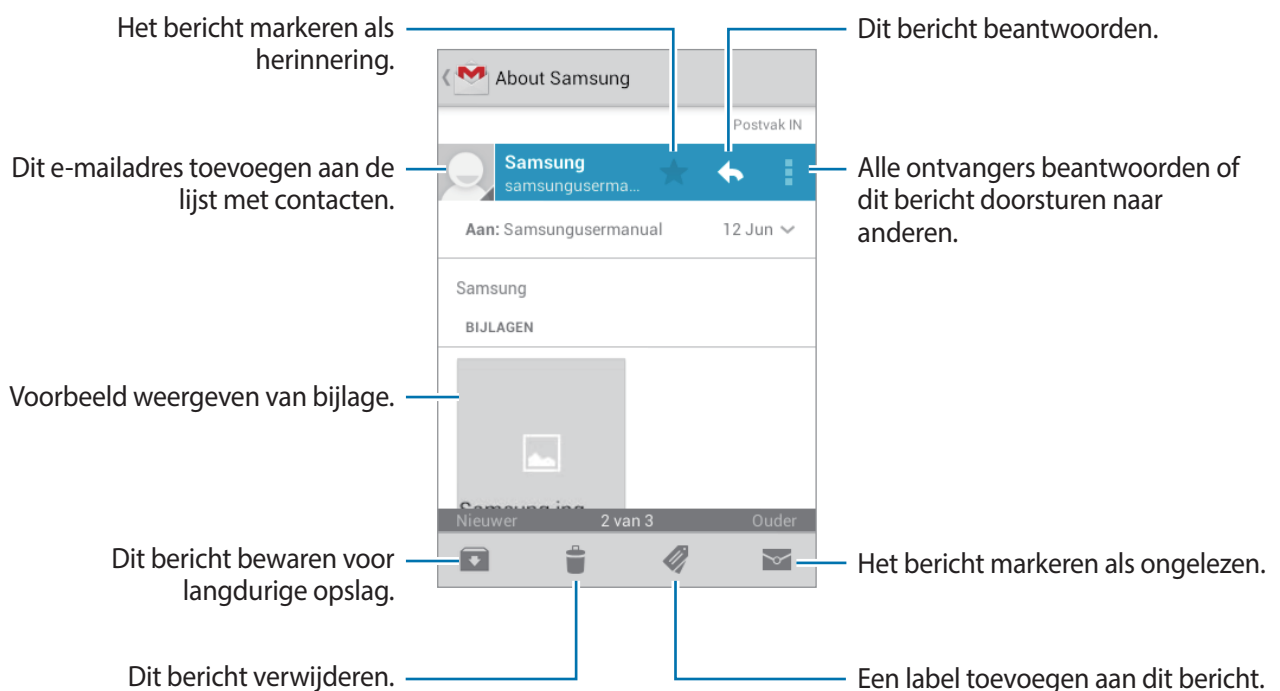 Het bericht markeren als
herinnering.
Dit bericht beantwoorden.
About Samsung
Postvak IN
Dit e-mailadres toevoegen aan de
lijst met contacten.
Samsung
samsunguserma...
Alle ontvangers beantwoorden of
dit bericht doorsturen naar
anderen.
Aan: Samsungusermanual 12 Jun
Samsung
BIJLAGEN
Voorbeeld weergeven van bijlage.
Samsung.jpg
Nieuwer 2 van 3 Ouder
Dit bericht bewaren voor
langdurige opslag.
Het bericht markeren als ongelezen.
Dit bericht verwijderen.
Een label toevoegen aan dit bericht.